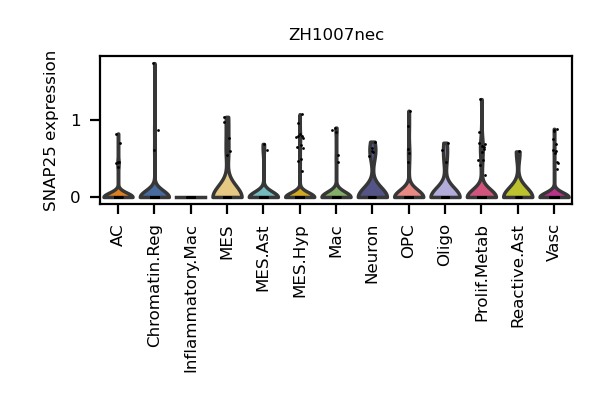 ZH1007nec
SNAP25 expression
1
0
AC
Chromatin.Reg
Inflammatory.Mac
MES
MES.Ast
MES.Hyp
Mac
Neuron
OPC
Oligo
Prolif.Metab
Reactive.Ast
Vasc